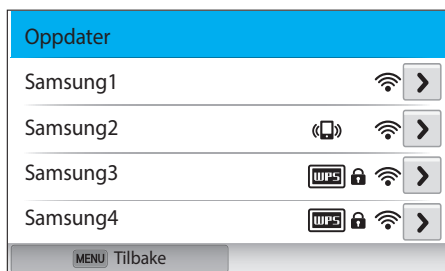 Oppdater
Samsung1
Samsung2
Samsung3 WPS
Samsung4 WPS
MENU Tilbake